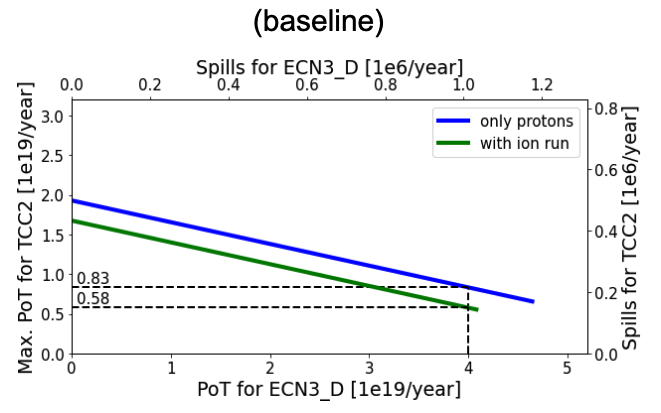 (baseline)
Spills for ECN3_D [1e6/year]
0.0 0.2 0.4 0.6 0.8 1.0 1.2
Max. PoT for TCC2 [1e19/year]
3.0
2.5
2.0
1.5
1.0
0.5
0.0
only protons
with ion run
0.83
0.58
0.8
0.6
0.4
0.2
0.0
Spills for TCC2 [1e6/year]
0 1 2 3 4 5
PoT for ECN3_D [1e19/year]